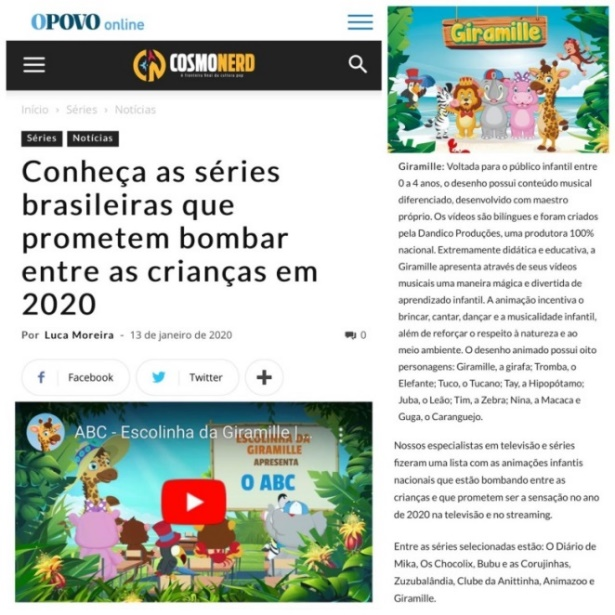 OPOVO online
COSMONERD
Início › Séries › Notícias
Séries Notícias
Conheça as séries
brasileiras que
prometem bombar
entre as crianças em
2020
Por Luca Moreira - 13 de janeiro de 2020 0
Facebook Twitter
ABC - Escolinha da Giramille |...
ESCOLINHA DA
GIRAMILLE
APRESENTA
O ABC
Giramille
Giramille: Voltada para o público infantil entre
0 a 4 anos, o desenho possui conteúdo musical
diferenciado, desenvolvido com maestro
próprio. Os vídeos são bilíngues e foram criados
pela Dandico Produções, uma produtora 100%
nacional. Extremamente didática e educativa, a
Giramille apresenta através de seus vídeos
musicais uma maneira mágica e divertida de
aprendizado infantil. A animação incentiva o
brincar, cantar, dançar e a musicalidade infantil,
além de reforçar o respeito à natureza e ao
meio ambiente. O desenho animado possui oito
personagens: Giramille, a girafa; Tromba, o
Elefante; Tuco, o Tucano; Tay, a Hipopótamo;
Juba, o Leão; Tim, a Zebra; Nina, a Macaca e
Guga, o Caranguejo.
Nossos especialistas em televisão e séries
fizeram uma lista com as animações infantis
nacionais que estão bombando entre as
crianças e que prometem ser a sensação no ano
de 2020 na televisão e no streaming.
Entre as séries selecionadas estão: O Diário de
Mika, Os Chocolix, Bubu e as Corujinhas,
Zuzubalândia, Clube da Anittinha, Animazoo e
Giramille.